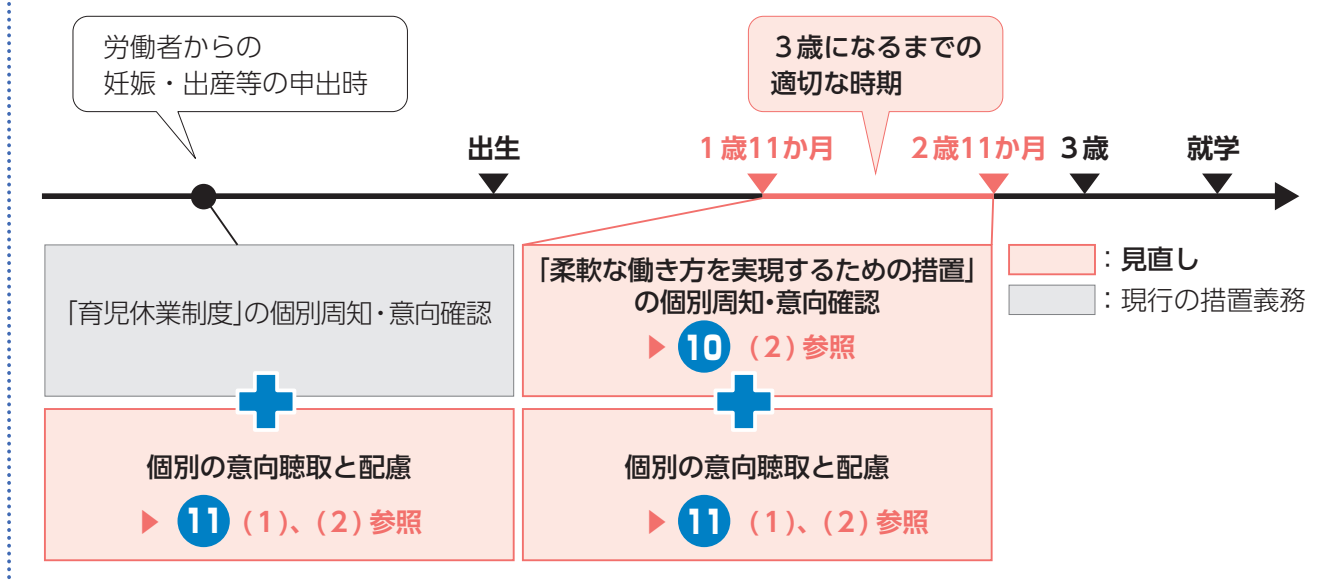 労働者からの
妊娠・出産等の申出時
3歳になるまでの
適切な時期
出生
1歳11か月
2歳11か月
3歳
就学
「育児休業制度」の個別周知・意向確認
「柔軟な働き方を実現するための措置」
の個別周知・意向確認
▶ 10 (2)参照
：見直し
：現行の措置義務
個別の意向聴取と配慮
▶ 11 (1)、(2)参照
個別の意向聴取と配慮
▶ 11 (1)、(2)参照